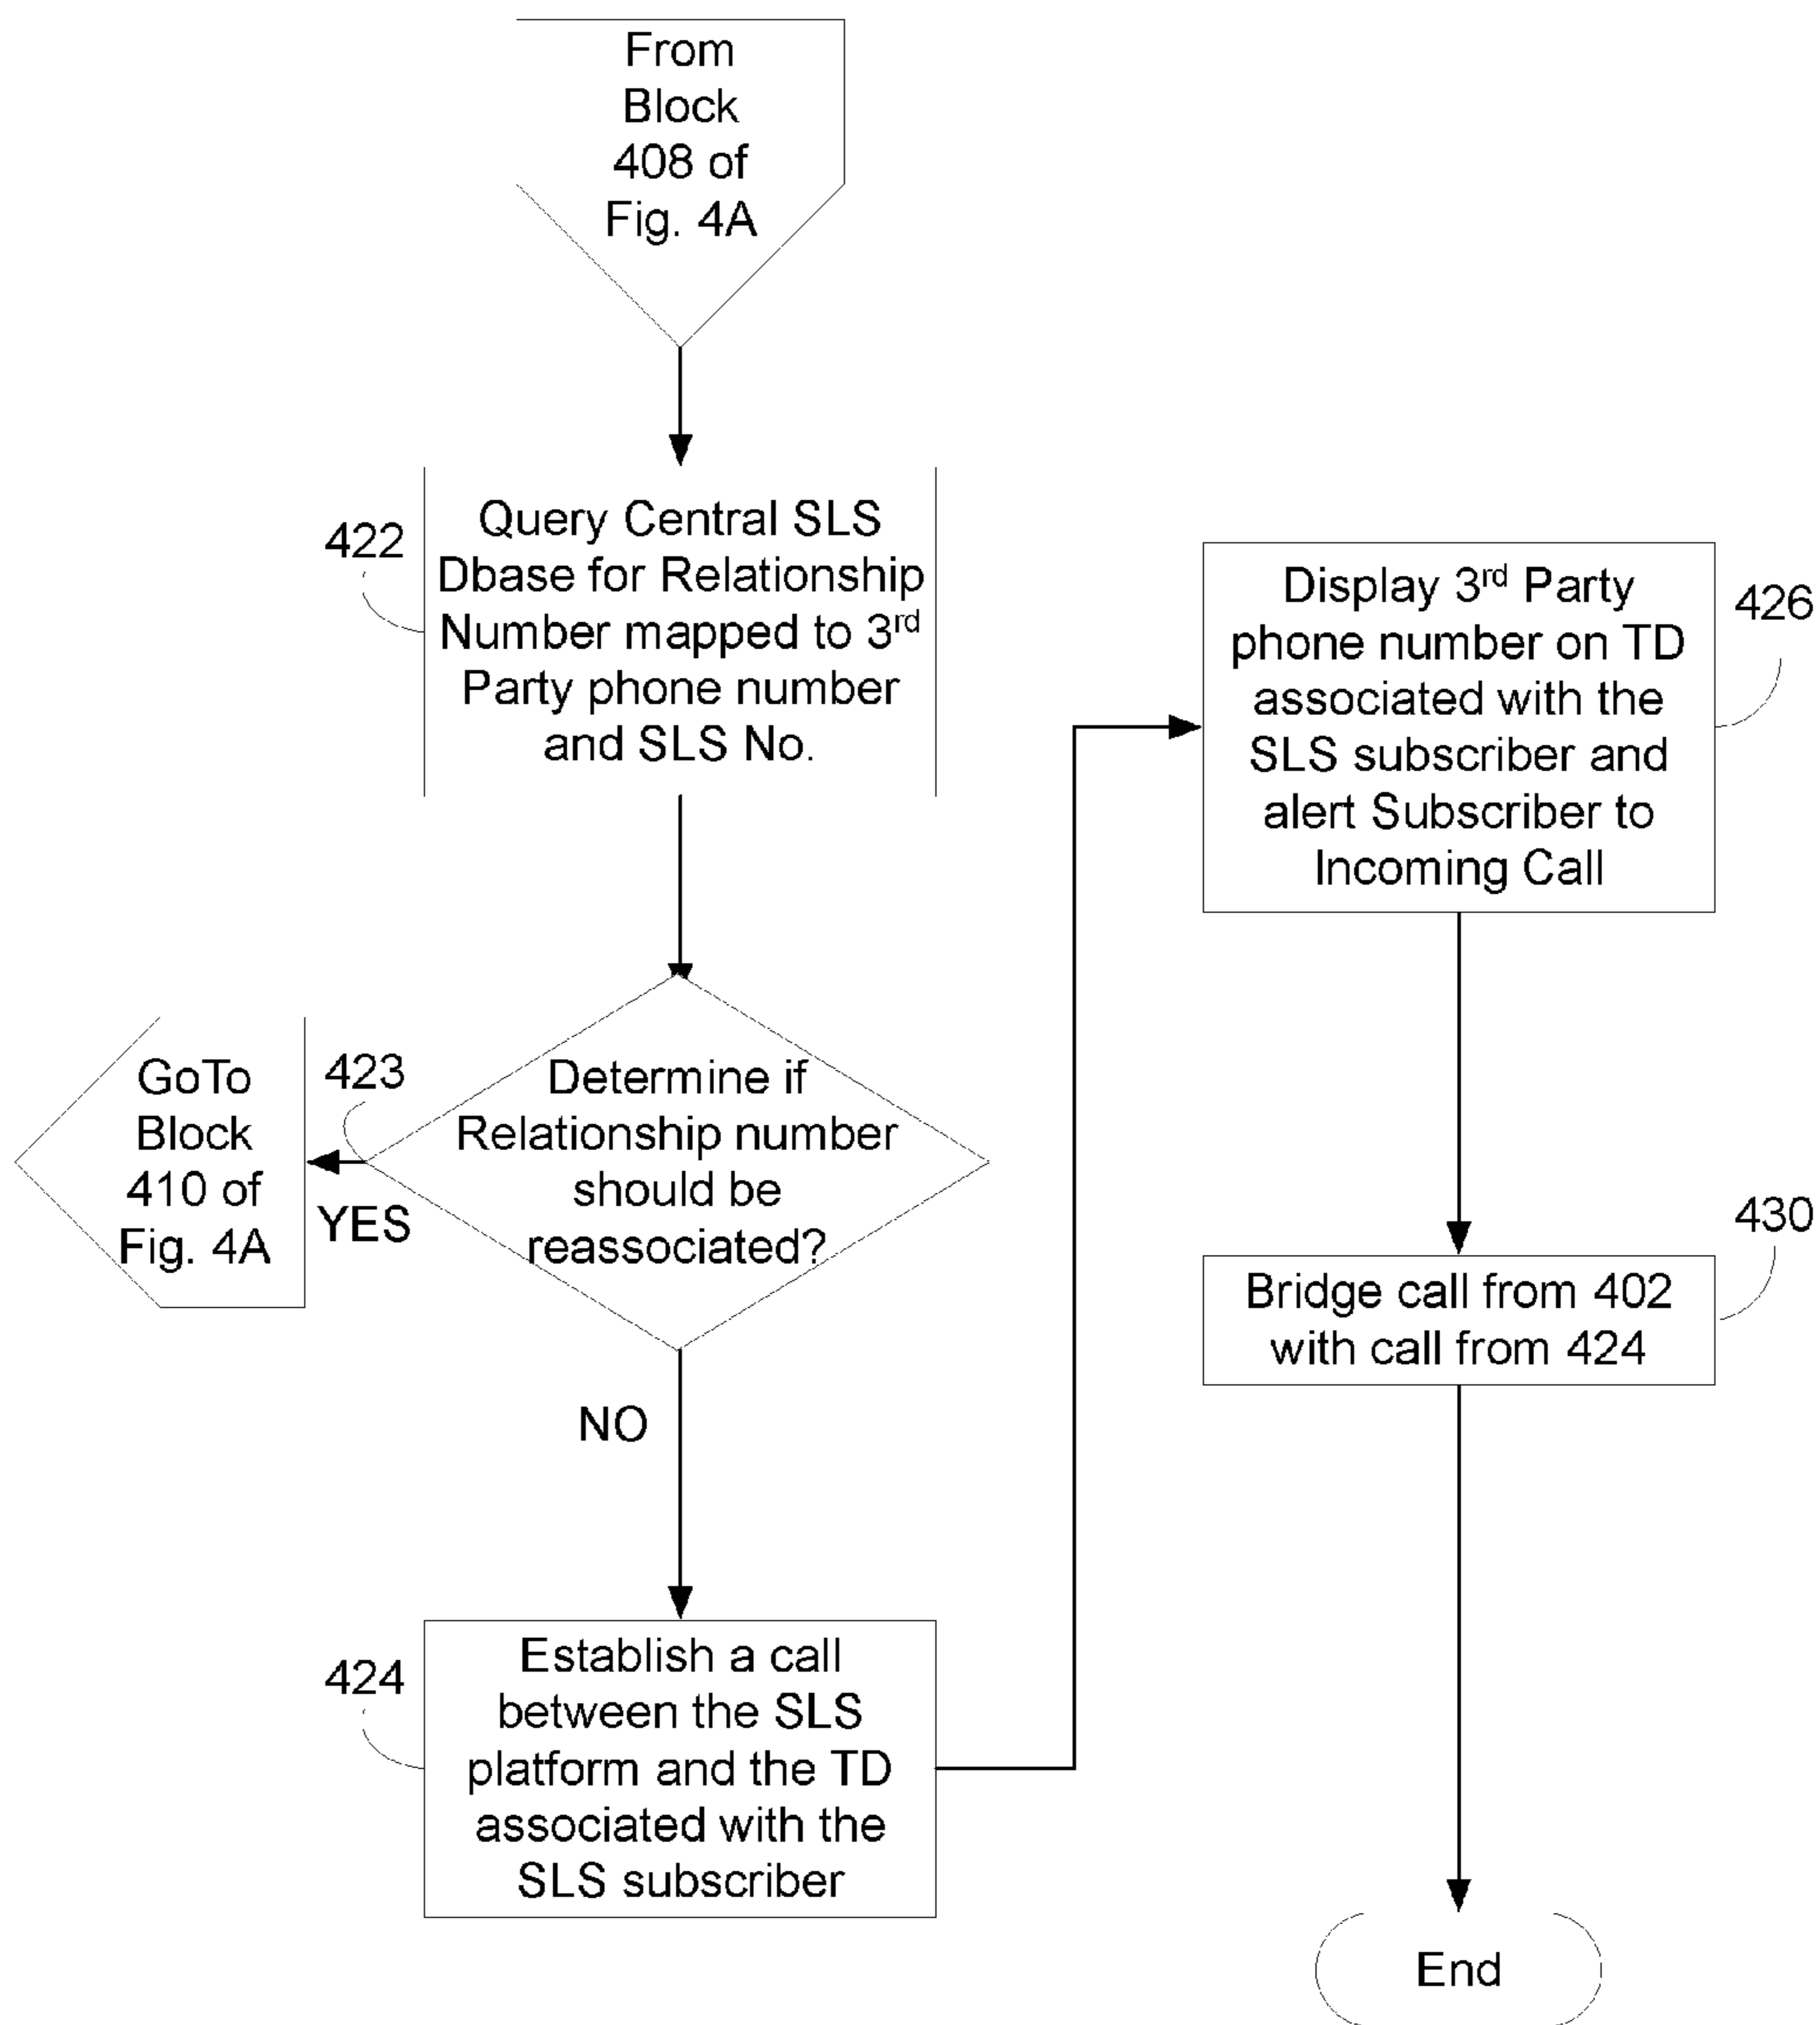 From
Block
408 of
Fig. 4A
422
Query Central SLS
Dbase for Relationship
Number mapped to 3rd
Party phone number
and SLS No.
423
Determine if
Relationship number
should be
reassociated?
YES
GoTo
Block
410 of
Fig. 4A
NO
424
Establish a call
between the SLS
platform and the TD
associated with the
SLS subscriber
426
Display 3rd Party
phone number on TD
associated with the
SLS subscriber and
alert Subscriber to
Incoming Call
430
Bridge call from 402
with call from 424
End